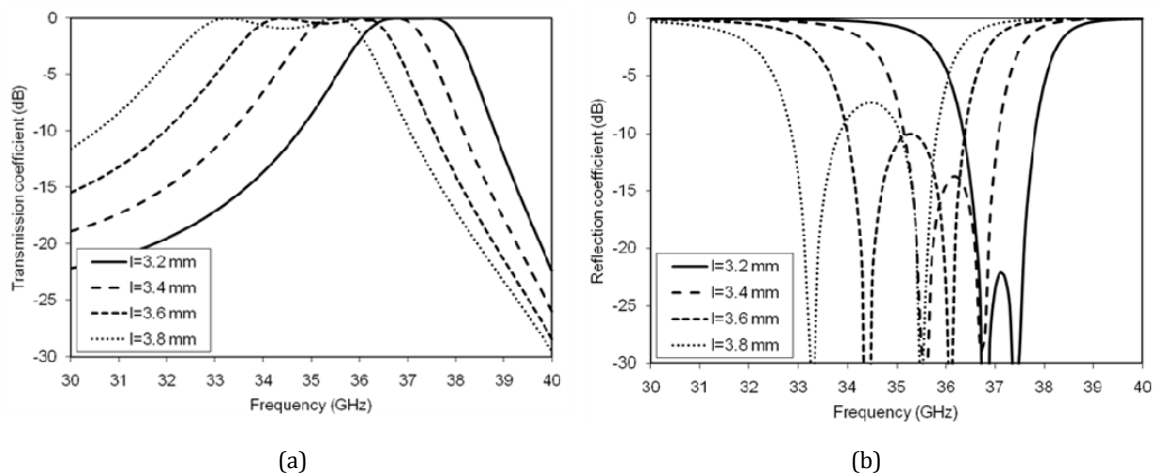 Transmission coefficient (dB)
0
-5
-10
-15
-20
-25
-30
l=3.2 mm
l=3.4 mm
l=3.6 mm
l=3.8 mm
30 31 32 33 34 35 36 37 38 39 40
Frequency (GHz)
(a)
Reflection coefficient (dB)
0
-5
-10
-15
-20
-25
-30
l=3.2 mm
l=3.4 mm
l=3.6 mm
l=3.8 mm
30 31 32 33 34 35 36 37 38 39 40
Frequency (GHz)
(b)